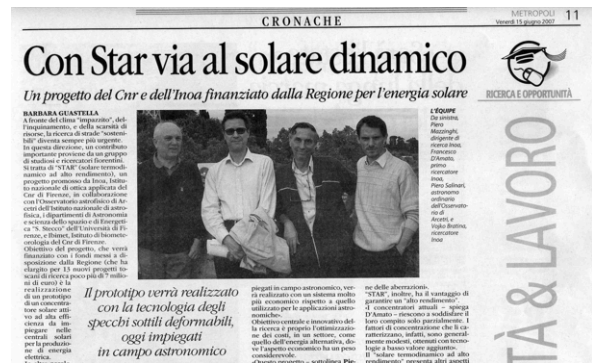 CRONACHE
METROPOLI
Venerdì 15 giugno 2007
11
Con Star via al solare dinamico
Un progetto del Cnr e dell'Inoa finanziato dalla Regione per l'energia solare
RICERCA E OPPORTUNITÀ
BARBARA GUASTELLA
A fronte del clima "impazzito", del-
l'inquinamento, e della scarsità di
risorse, la ricerca di strade "sosteni-
bili" diventa sempre più urgente.
In questa direzione, un contributo
importante proviene da un gruppo
di studiosi e ricercatori fiorentini.
Si tratta di "STAR" (solare termodi-
namico ad alto rendimento), un
progetto promosso da Inoa, Istitu-
to nazionale di ottica applicata del
Cnr di Firenze, in collaborazione
con l'Osservatorio astrofisico di Ar-
cetri dell'Istituto nazionale di astro-
fisica, i dipartimenti di Astronomia
e scienza dello spazio e di Energeti-
ca "S. Stecco" dell'Università di Fi-
renze, e Ibimet, Istituto di biometeo-
rologia del Cnr di Firenze.
Obiettivo del progetto, che verrà
finanziato con i fondi messi a di-
sposizione dalla Regione (che ha
elargito per 13 nuovi progetti to-
scani di ricerca poco più di 7 milio-
ni di euro) è la
realizzazione
di un prototipo
di un concentra-
tore solare atti-
vo ad alta effi-
cienza da im-
piegare nelle
centrali solari
per la produzio-
ne di energia
elettrica.
L'ÉQUIPE
Da sinistra,
Piero
Mazzinghi,
dirigente di
ricerca Inoa,
Francesco
D'Amato,
primo
ricercatore
Inoa,
Piero Salinari,
astronomo
ordinario
dell'Osservato-
rio di
Arcetri, e
Vojko Bratina,
ricercatore
Inoa
Il prototipo verrà realizzato
con la tecnologia degli
specchi sottili deformabili,
oggi impiegati
in campo astronomico
piegati in campo astronomico, ver-
rà realizzato con un sistema molto
più economico rispetto a quello
utilizzato per le applicazioni astro-
nomiche».
Obiettivo centrale e innovativo del-
la ricerca è proprio l'ottimizzazio-
ne dei costi, in un settore, come
quello dell'energia alternativa, do-
ve l'aspetto economico ha un peso
considerevole.
«Questo progetto - sottolinea Pie-
ne delle aberrazioni».
"STAR", inoltre, ha il vantaggio di
garantire un "alto rendimento".
«I concentratori attuali - spiega
D'Amato - riescono a soddisfare il
loro compito solo parzialmente. I
fattori di concentrazione che li ca-
ratterizzano, infatti, sono general-
mente modesti, ottenuti con tecno-
logie a basso valore aggiunto».
Il "solare termodinamico ad alto
rendimento" presenta altri aspetti
TÀ & LAVORO